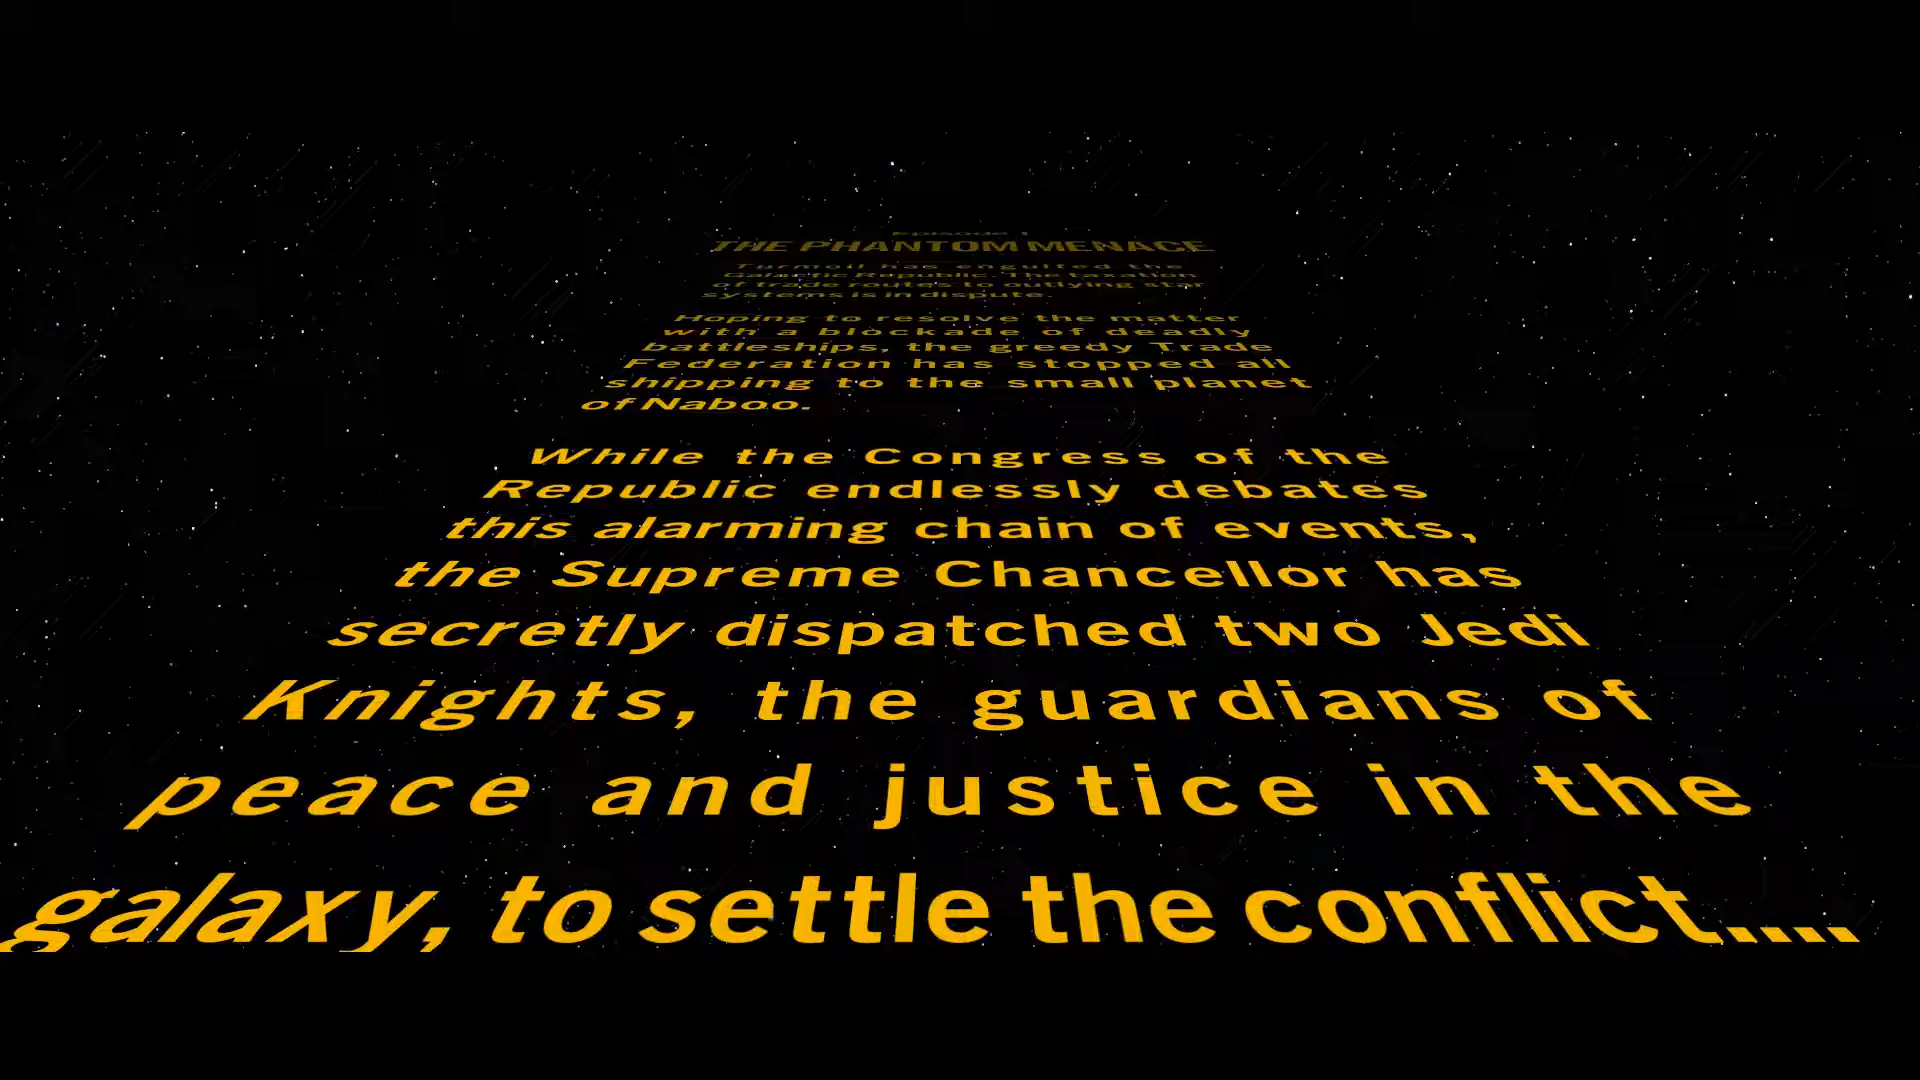 Episode I
THE PHANTOM MENACE
Turmoil has engulfed the
Galactic Republic. The taxation
of trade routes to outlying star
systems is in dispute.
Hoping to resolve the matter
with a blockade of deadly
battleships, the greedy Trade
Federation has stopped all
shipping to the small planet
of Naboo.
While the Congress of the
Republic endlessly debates
this alarming chain of events,
the Supreme Chancellor has
secretly dispatched two Jedi
Knights, the guardians of
peace and justice in the
galaxy, to settle the conflict....